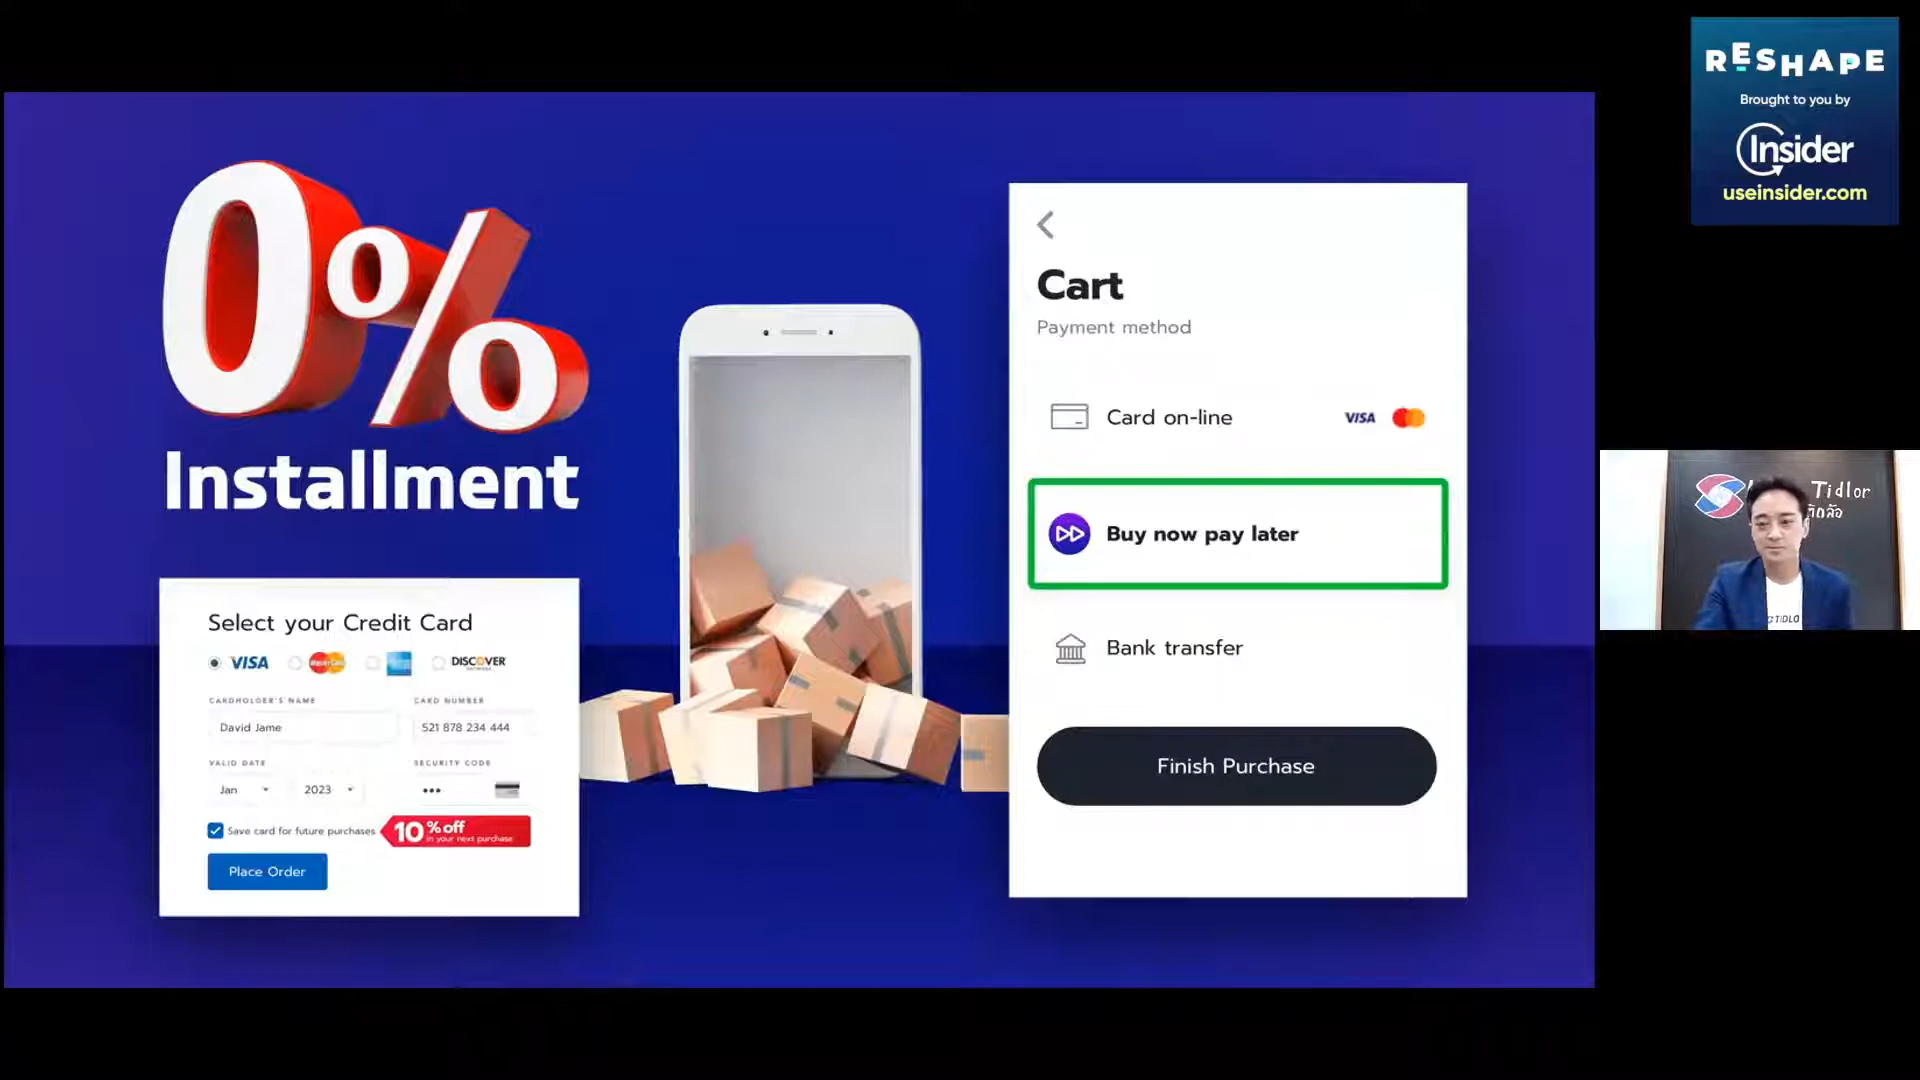 RESHAPE
Brought to you by
Insider
useinsider.com
0%
Installment
Select your Credit Card
VISA
MasterCard
DISCOVER
CARDHOLDER'S NAME
CARD NUMBER
David Jame
521 878 234 444
VALID DATE
SECURITY CODE
Jan
2023
Save card for future purchases
10% off
in your next purchase
Place Order
Cart
Payment method
Card on-line
VISA
Buy now pay later
Bank transfer
Finish Purchase
Tidlor
TIDLO